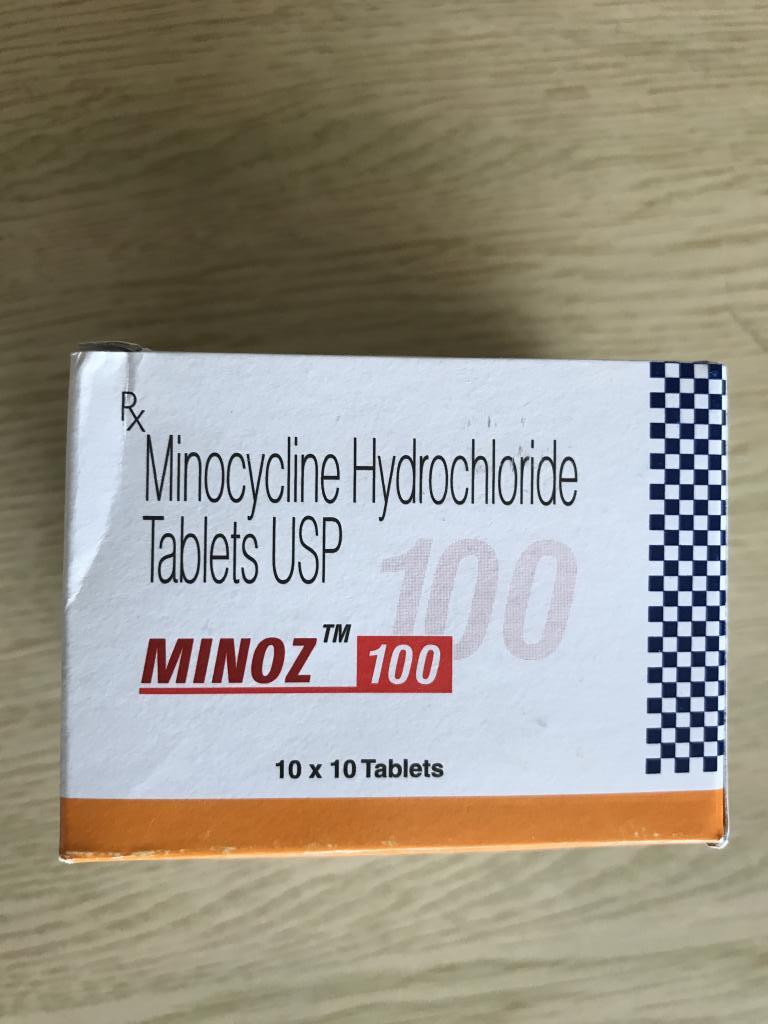 Rx
Minocycline Hydrochloride
Tablets USP
100
MINOZ™ 100
10 x 10 Tablets